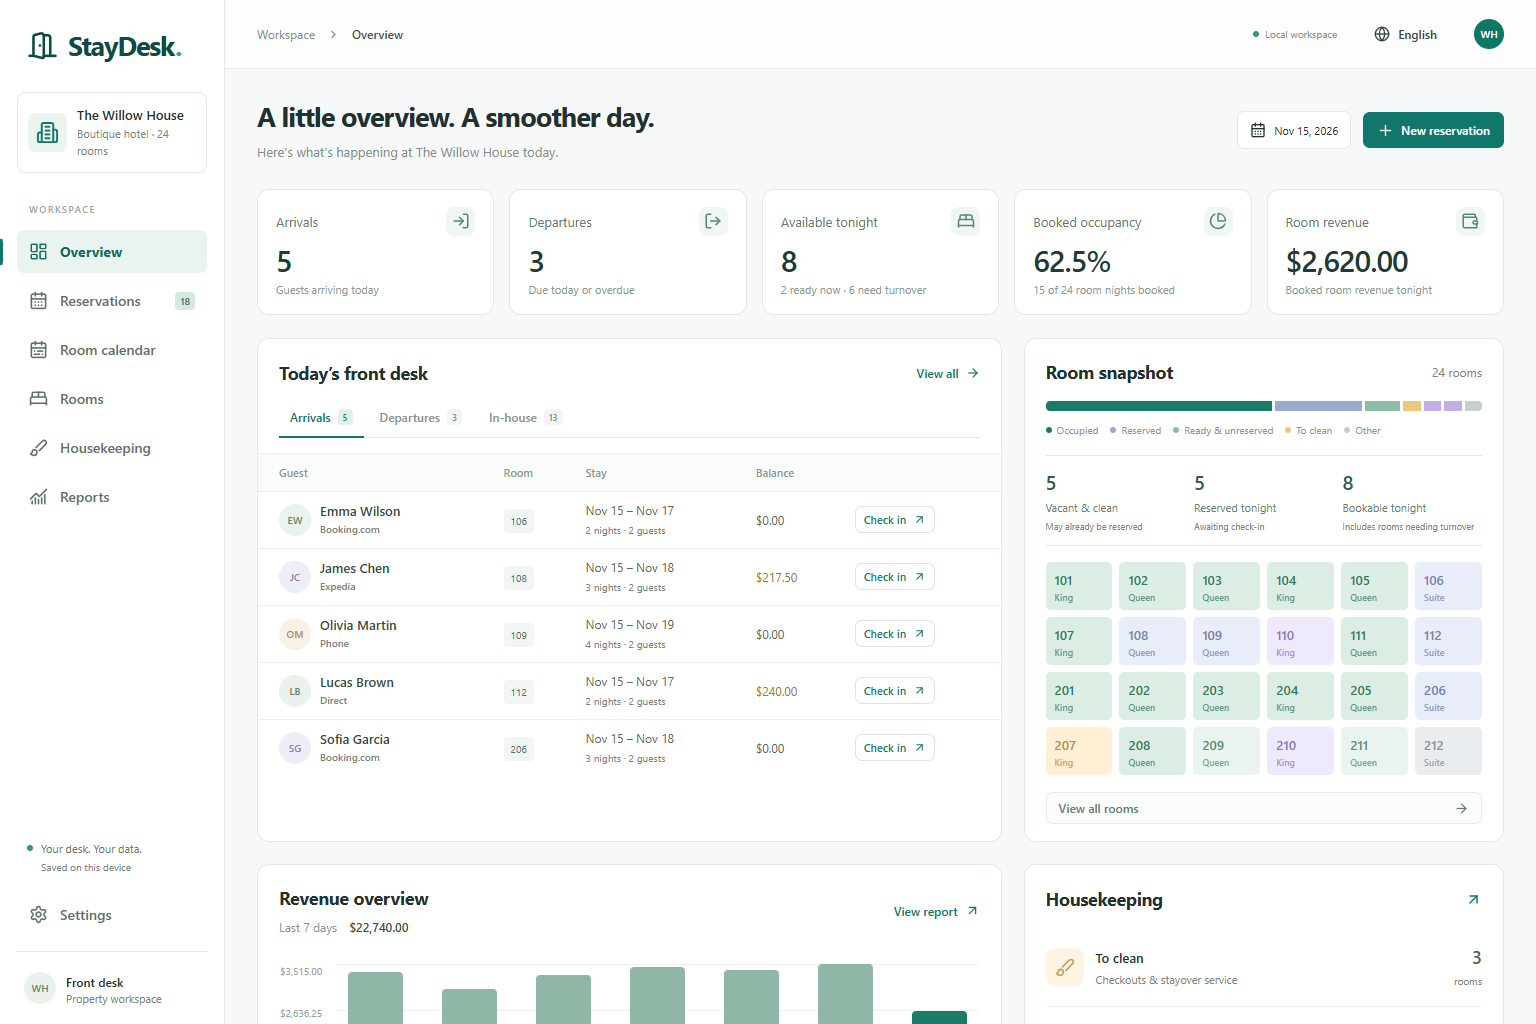 StayDesk.
The Willow House
Boutique hotel · 24
rooms
WORKSPACE
Overview
Reservations 18
Room calendar
Rooms
Housekeeping
Reports
Your desk. Your data.
Saved on this device
Settings
WH
Front desk
Property workspace
Workspace > Overview
Local workspace
English
WH
A little overview. A smoother day.
Here's what's happening at The Willow House today.
Nov 15, 2026
+ New reservation
Arrivals
5
Guests arriving today
Departures
3
Due today or overdue
Available tonight
8
2 ready now · 6 need turnover
Booked occupancy
62.5%
15 of 24 room nights booked
Room revenue
$2,620.00
Booked room revenue tonight
Today's front desk
View all
Arrivals 5 Departures 3 In-house 13
Guest Room Stay Balance
EW Emma Wilson 106 Nov 15 – Nov 17 $0.00 Check in
Booking.com 2 nights · 2 guests
JC James Chen 108 Nov 15 – Nov 18 $217.50 Check in
Expedia 3 nights · 2 guests
OM Olivia Martin 109 Nov 15 – Nov 19 $0.00 Check in
Phone 4 nights · 2 guests
LB Lucas Brown 112 Nov 15 – Nov 17 $240.00 Check in
Direct 2 nights · 2 guests
SG Sofia Garcia 206 Nov 15 – Nov 18 $0.00 Check in
Booking.com 3 nights · 2 guests
Room snapshot
24 rooms
Occupied Reserved Ready & unreserved To clean Other
5 5 8
Vacant & clean Reserved tonight Bookable tonight
May already be reserved Awaiting check-in Includes rooms needing turnover
101 102 103 104 105 106
King Queen Queen King Queen Suite
107 108 109 110 111 112
King Queen Queen King Queen Suite
201 202 203 204 205 206
King Queen Queen King Queen Suite
207 208 209 210 211 212
King Queen Queen King Queen Suite
View all rooms
Revenue overview
Last 7 days $22,740.00
View report
$3,515.00
$2,636.25
Housekeeping
To clean
Checkouts & stayover service
3
rooms